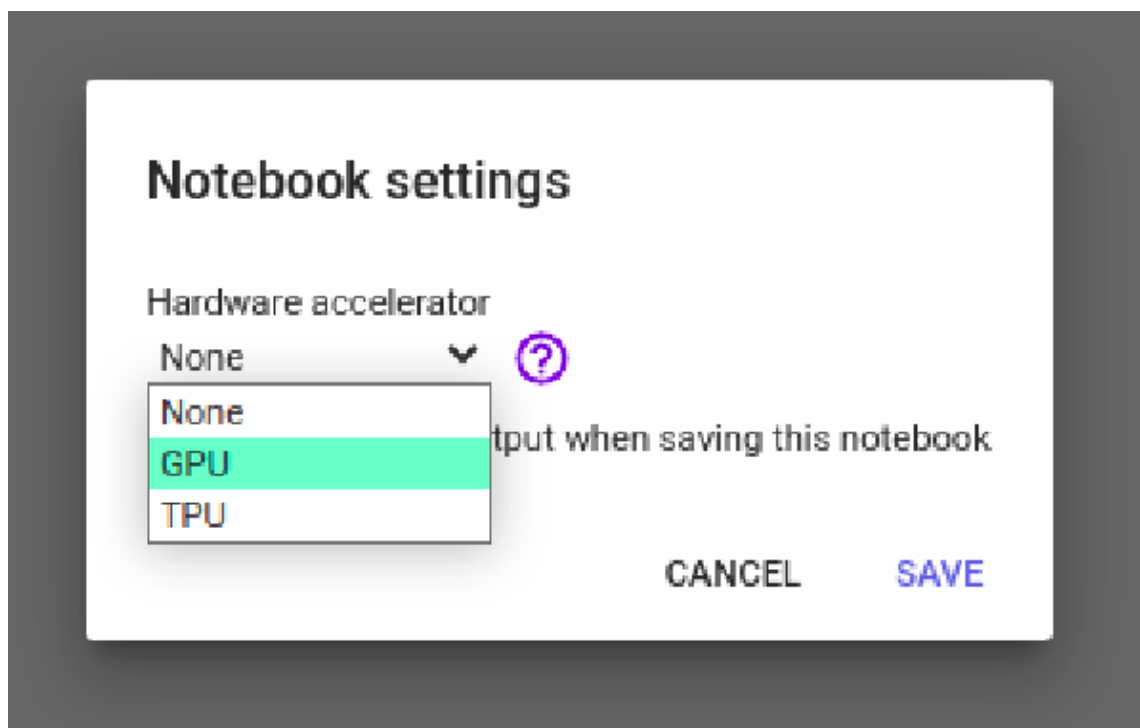 Notebook settings
Hardware accelerator
None
None
GPU
tput when saving this notebook
TPU
CANCEL SAVE